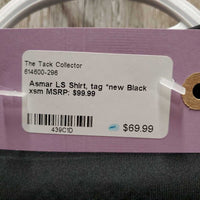 The Tack Collector
614600-296
Asmar LS Shirt, tag *new Black
xsm MSRP: $99.99
439C1D
$69.99